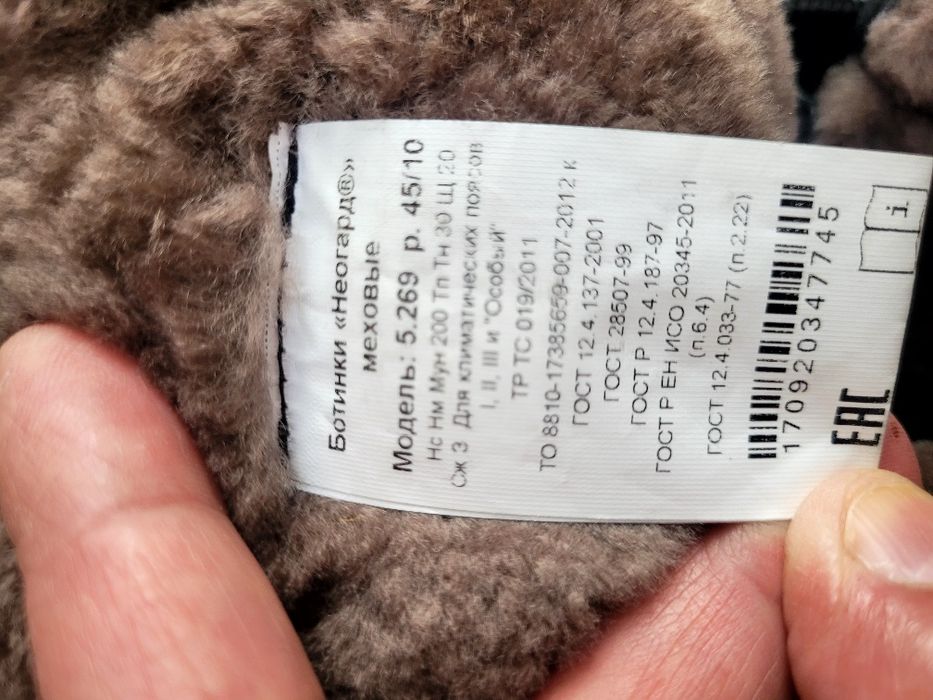 Ботинки «Неогард®»
меховые
Модель: 5.269 р. 45/10
Нс Нм Мун 200 Тп Тн 30 Щ 20
Сж З Для климатических поясов
I, II, III и "Особый"
ТР ТС 019/2011
ТО 8810-17385659-007-2012 к
ГОСТ 12.4.137-2001
ГОСТ 28507-99
ГОСТ Р 12.4.187-97
ГОСТ Р ЕН ИСО 20345-2011
(п.6.4)
ГОСТ 12.4.033-77 (п.2.22)
1709203477745
EAC
i